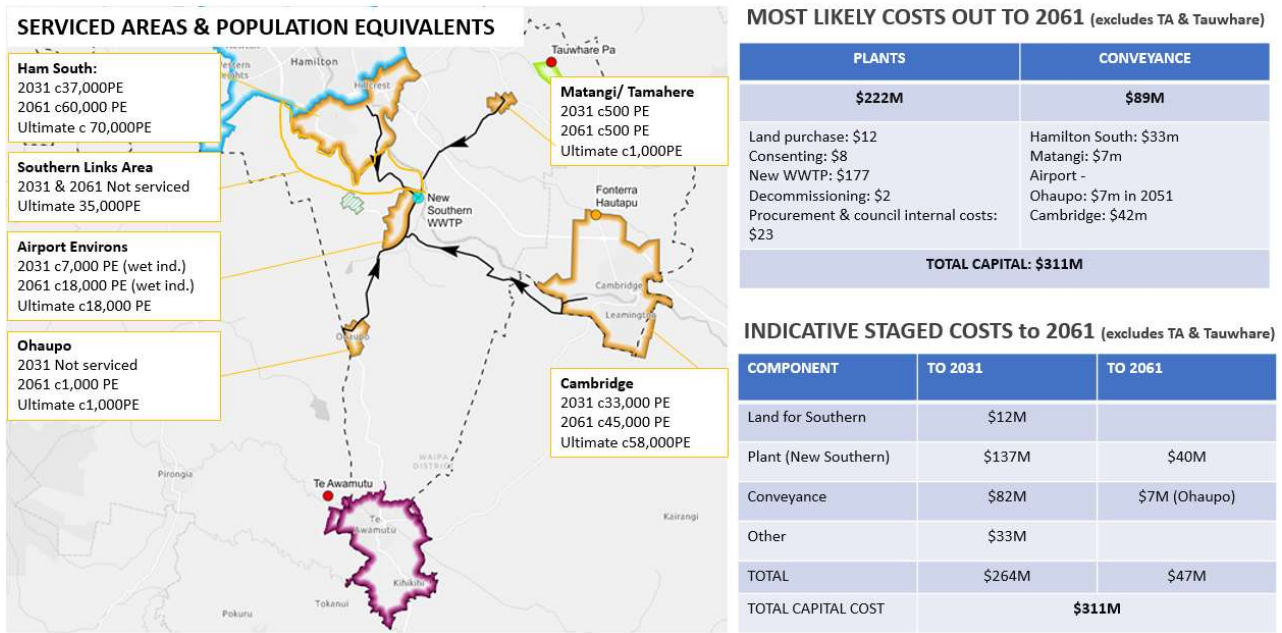 SERVICED AREAS & POPULATION EQUIVALENTS
Ham South:
2031 c37,000PE
2061 c60,000 PE
Ultimate c 70,000PE
Southern Links Area
2031 & 2061 Not serviced
Ultimate 35,000PE
Airport Environs
2031 c7,000 PE (wet ind.)
2061 c18,000 PE (wet ind.)
Ultimate c18,000 PE
Ohaupo
2031 Not serviced
2061 c1,000 PE
Ultimate c1,000PE
Hamilton
Hillcrest
Tauwhare Pa
Matangi/ Tamahere
2031 c500 PE
2061 c500 PE
Ultimate c1,000PE
New
Southern
WWTP
Fonterra
Hautapu
Cambridge
Leamington
Ohaupo
Cambridge
2031 c33,000 PE
2061 c45,000 PE
Ultimate c58,000PE
WAIPA
DISTRICT
Pirongia
Te Awamutu
Te
Awamutu
Kihikihi
Kairangi
Tokanui
Pokuru
MOST LIKELY COSTS OUT TO 2061 (excludes TA & Tauwhare)
PLANTS CONVEYANCE
$222M $89M
Land purchase: $12
Consenting: $8
New WWTP: $177
Decommissioning: $2
Procurement & council internal costs:
$23
Hamilton South: $33m
Matangi: $7m
Airport -
Ohaupo: $7m in 2051
Cambridge: $42m
TOTAL CAPITAL: $311M
INDICATIVE STAGED COSTS to 2061 (excludes TA & Tauwhare)
COMPONENT TO 2031 TO 2061
Land for Southern $12M
Plant (New Southern) $137M $40M
Conveyance $82M $7M (Ohaupo)
Other $33M
TOTAL $264M $47M
TOTAL CAPITAL COST $311M